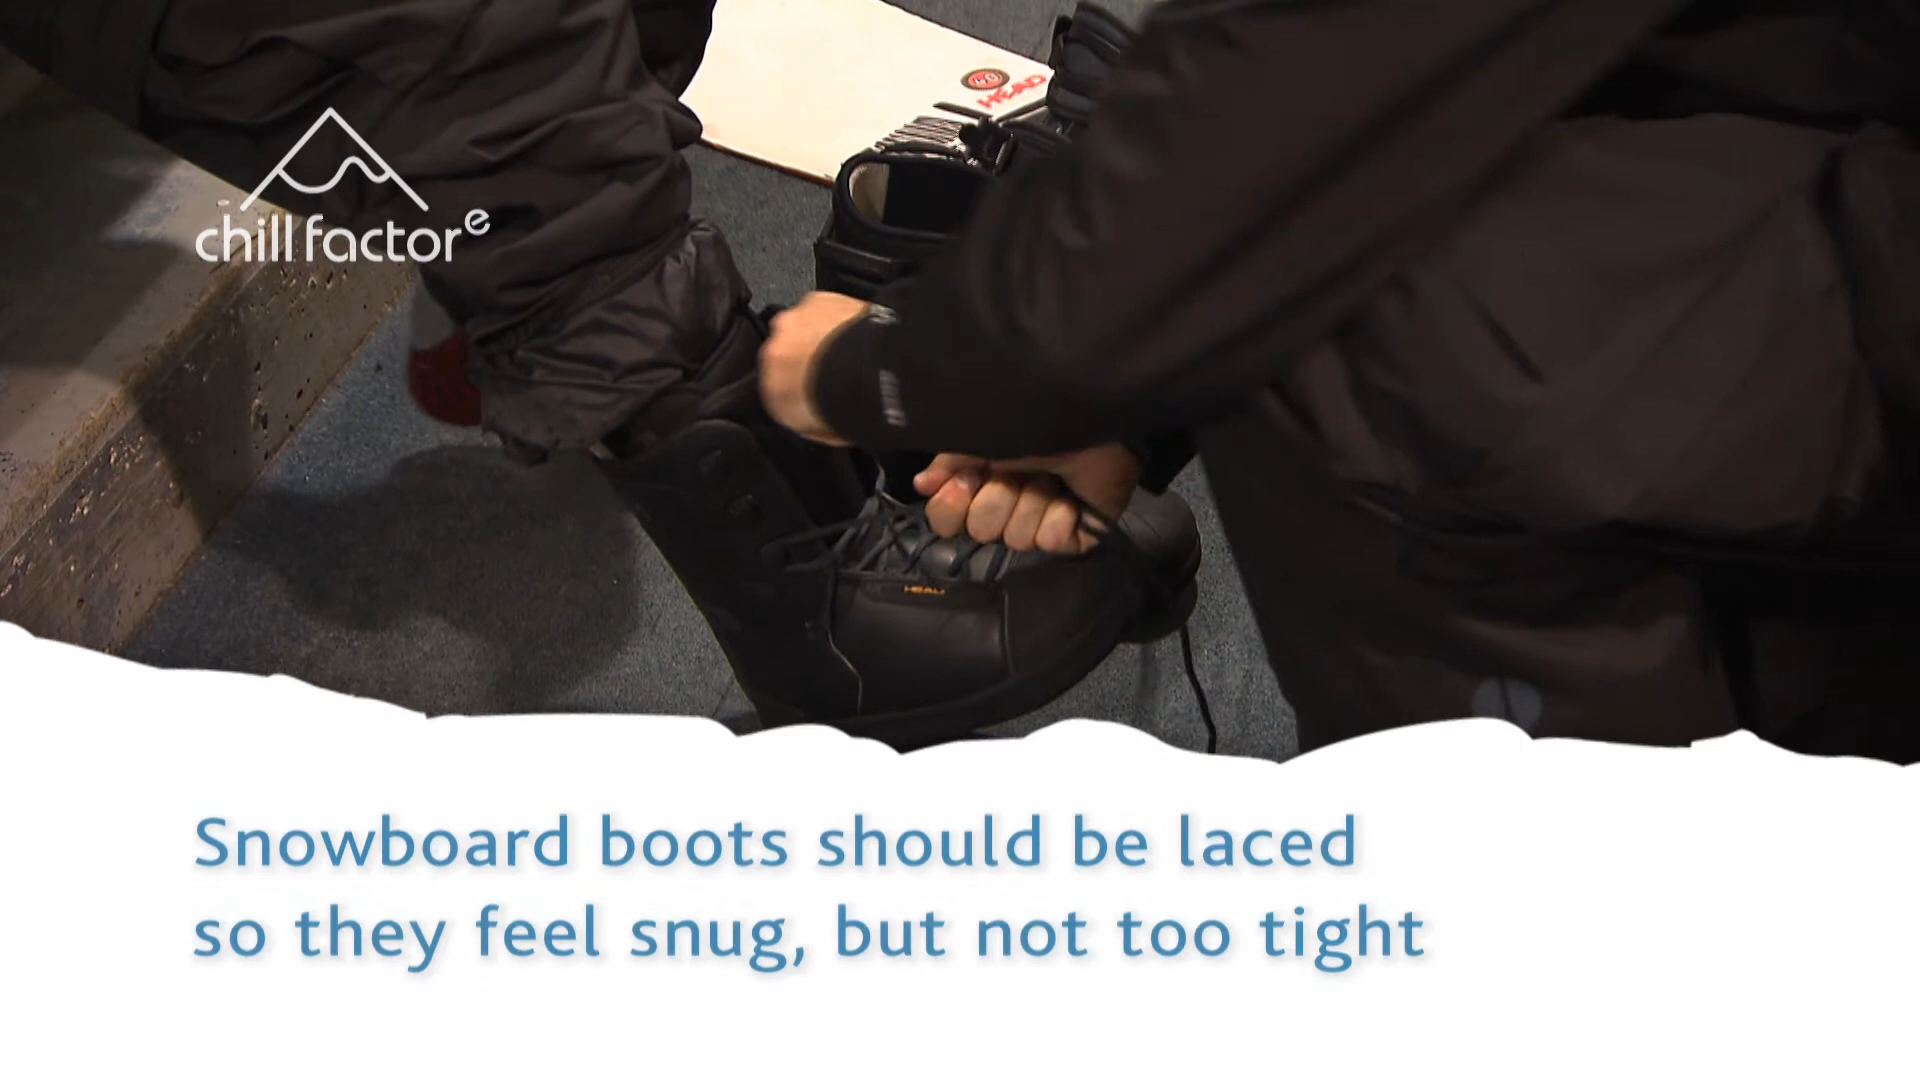 HEAD
chill factore
HEAD
Snowboard boots should be laced
so they feel snug, but not too tight